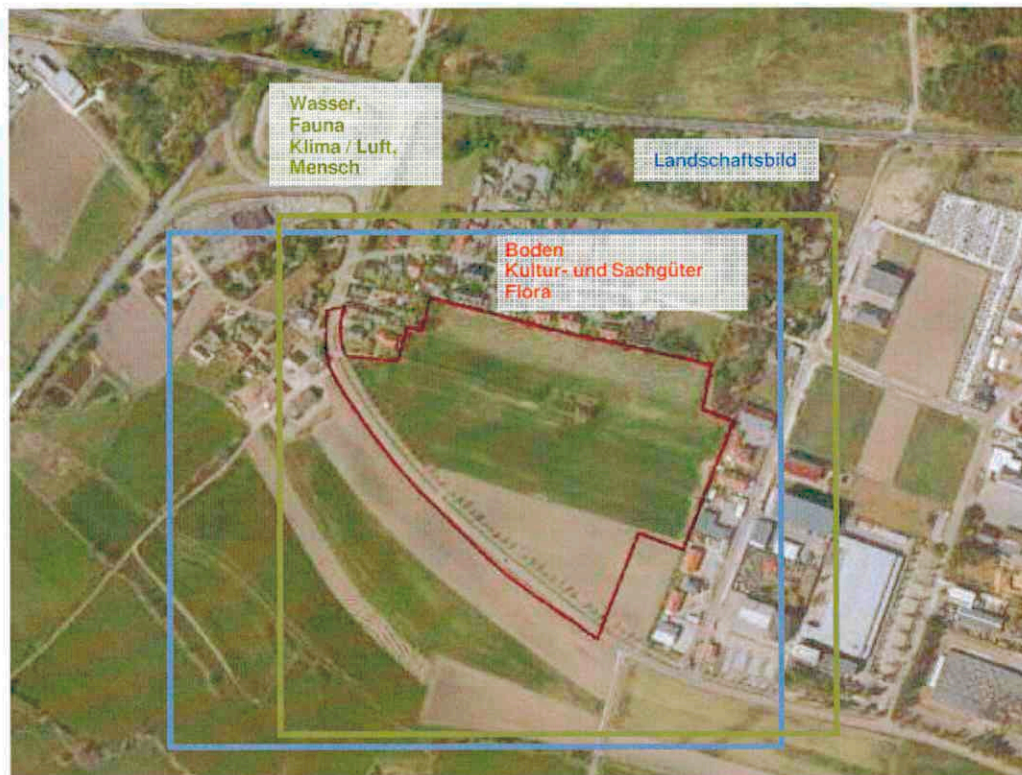 Wasser,
Fauna
Klima / Luft,
Mensch
Landschaftsbild
Boden
Kultur- und Sachgüter
Flora